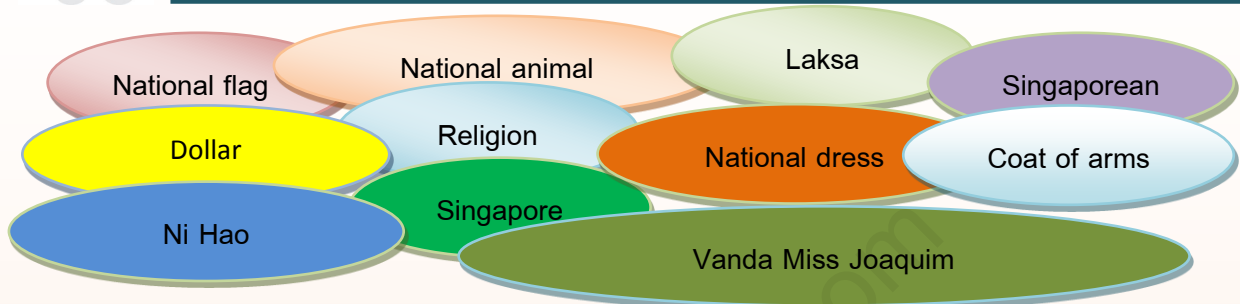 National flag
National animal
Laksa
Singaporean
Dollar
Religion
National dress
Coat of arms
Ni Hao
Singapore
Vanda Miss Joaquim
om